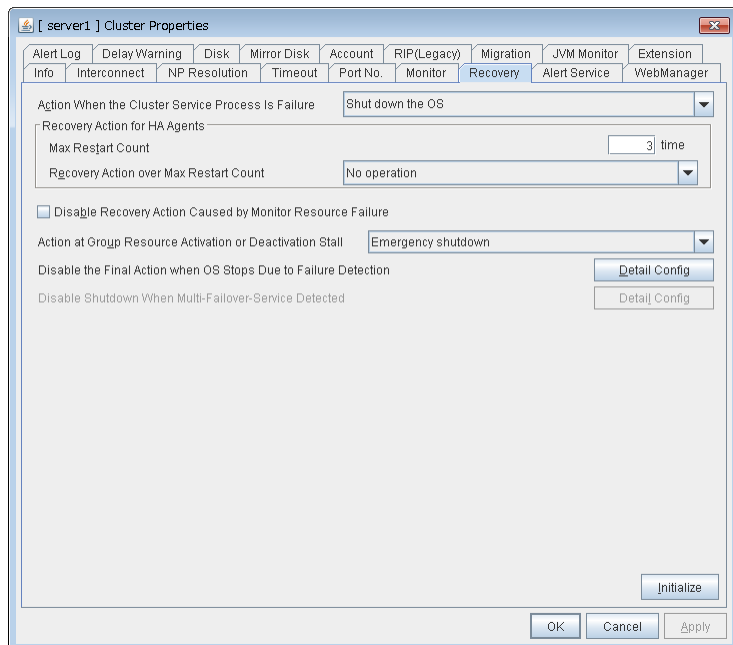 [ server1 ] Cluster Properties
Alert Log Delay Warning Disk Mirror Disk Account RIP(Legacy) Migration JVM Monitor Extension
Info Interconnect NP Resolution Timeout Port No. Monitor Recovery Alert Service WebManager
Action When the Cluster Service Process Is Failure Shut down the OS
Recovery Action for HA Agents
Max Restart Count 3 time
Recovery Action over Max Restart Count No operation
Disable Recovery Action Caused by Monitor Resource Failure
Action at Group Resource Activation or Deactivation Stall Emergency shutdown
Disable the Final Action when OS Stops Due to Failure Detection Detail Config
Disable Shutdown When Multi-Failover-Service Detected Detail Config
Initialize
OK Cancel Apply